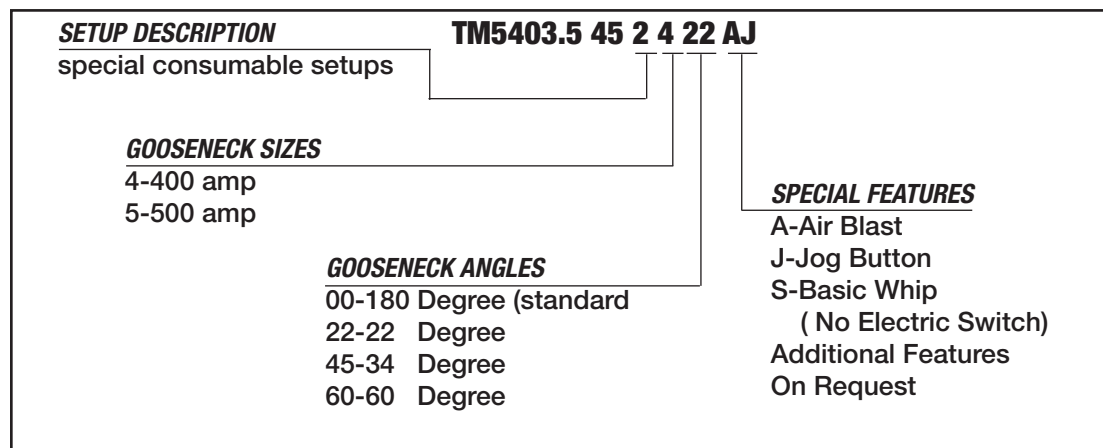 SETUP DESCRIPTION
special consumable setups
TM5403.5 45 2 4 22 AJ
GOOSENECK SIZES
4-400 amp
5-500 amp
GOOSENECK ANGLES
00-180 Degree (standard
22-22 Degree
45-34 Degree
60-60 Degree
SPECIAL FEATURES
A-Air Blast
J-Jog Button
S-Basic Whip
( No Electric Switch)
Additional Features
On Request